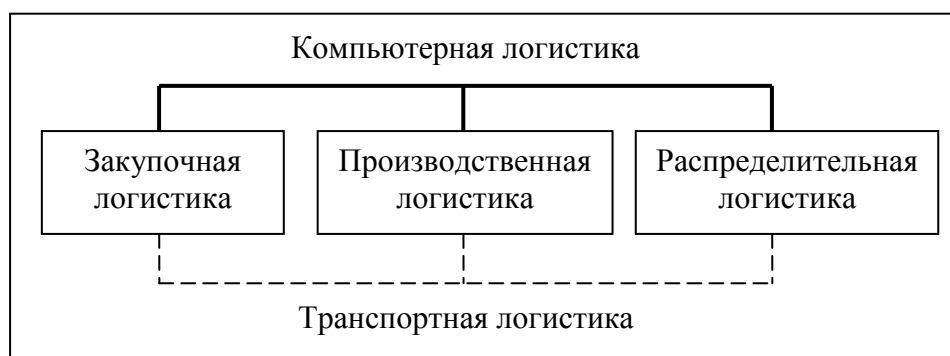 Компьютерная логистика
Закупочная
логистика
Производственная
логистика
Распределительная
логистика
Транспортная логистика